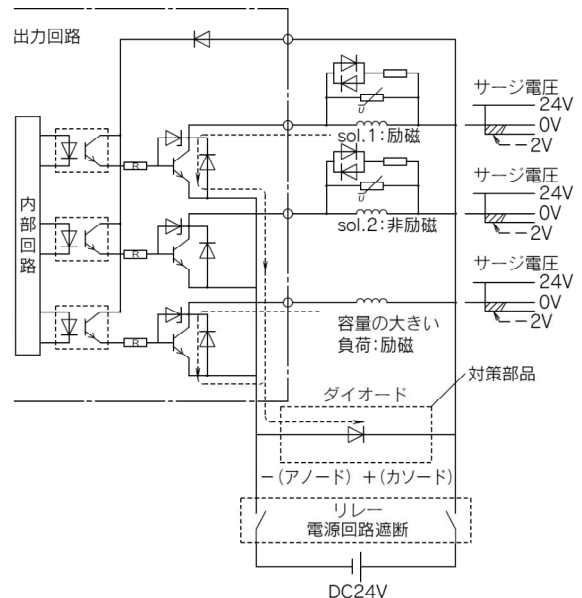 出力回路
内部回路
R
R
R
U
sol.1:励磁
U
sol.2:非励磁
容量の大きい
負荷:励磁
サージ電圧
24V
0V
-2V
サージ電圧
24V
0V
-2V
サージ電圧
24V
0V
-2V
対策部品
ダイオード
-(アノード) +(カソード)
リレー
電源回路遮断
DC24V